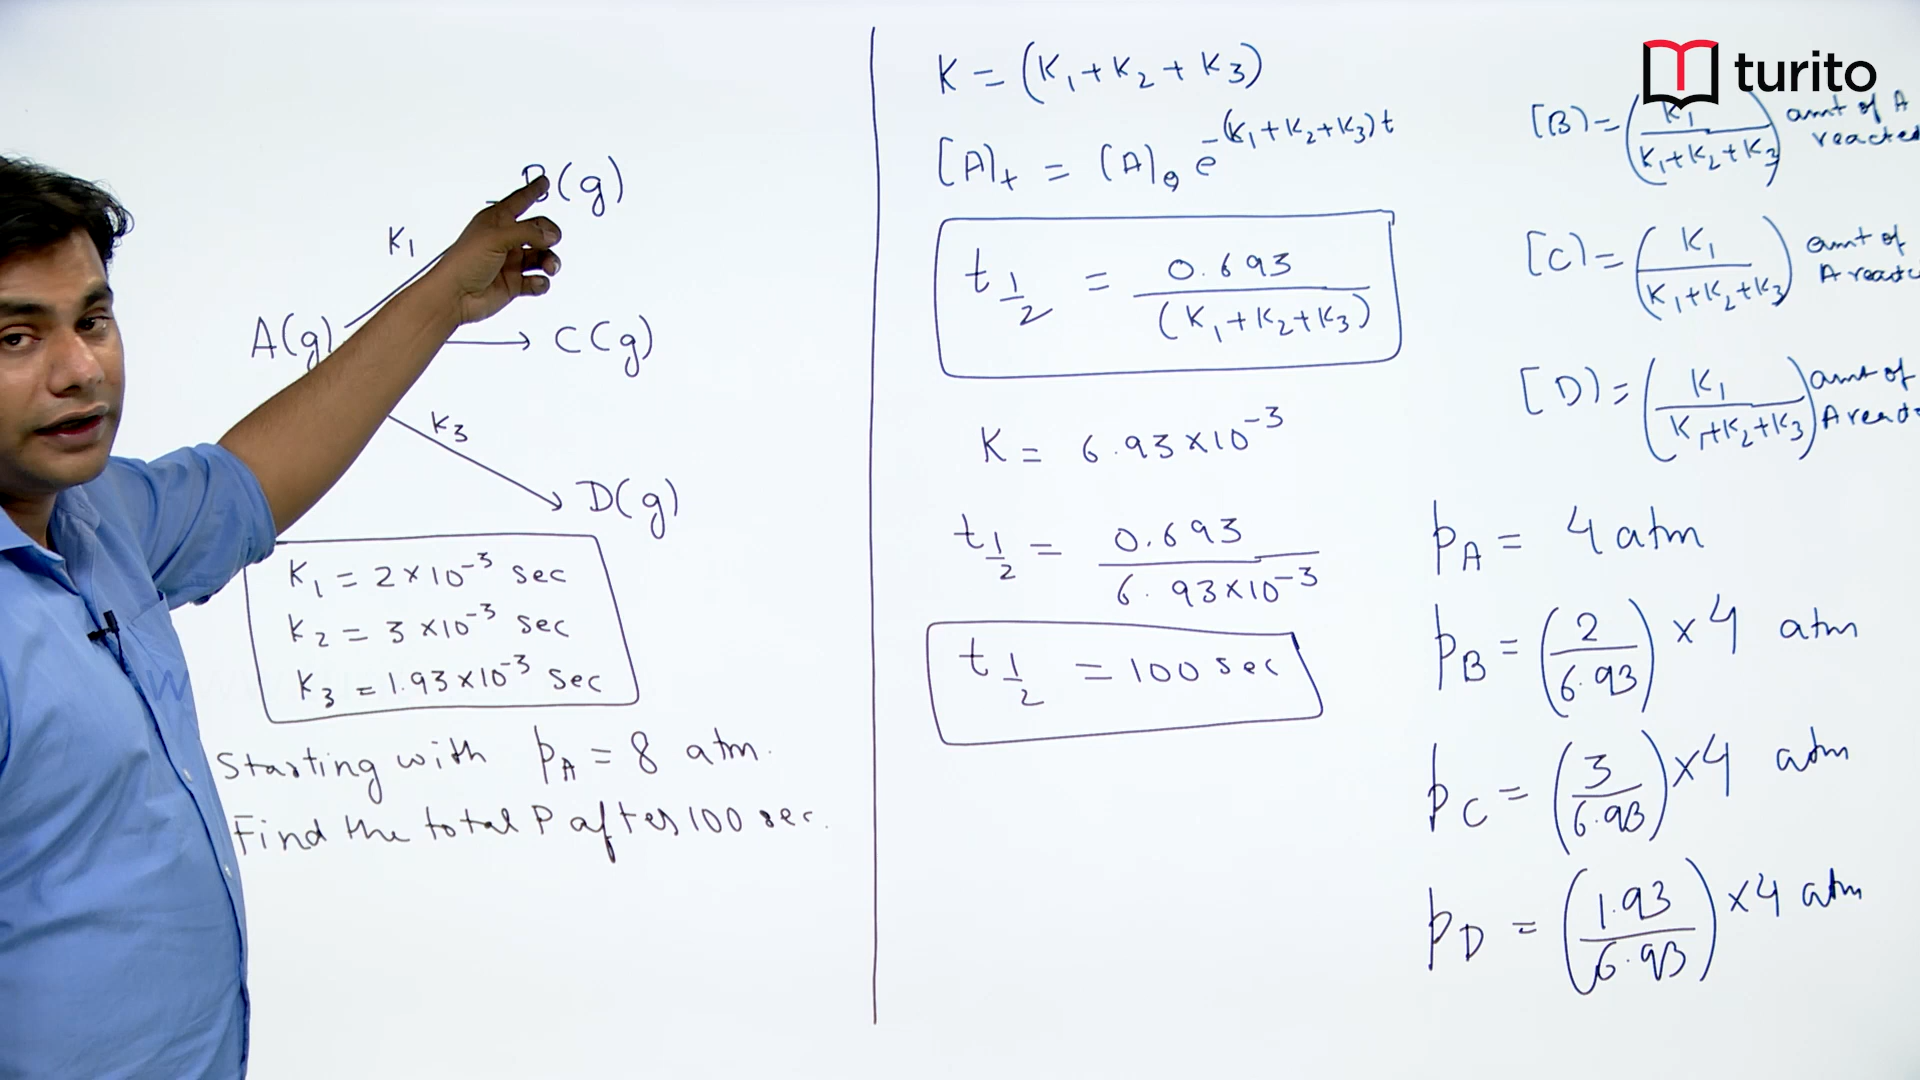 turito
B(g)
K₁
A(g)
C(g)
K₃
D(g)
K₁ = 2×10⁻³ sec
K₂ = 3×10⁻³ sec
K₃ = 1.93×10⁻³ sec
Starting with pA = 8 atm.
Find the total P after 100 sec.
K = (K₁+K₂+K₃)
[A]t = [A]₀ e^-(K₁+K₂+K₃)t
t 1/2 = 0.693/(K₁+K₂+K₃)
K = 6.93×10⁻³
t 1/2 = 0.693/6.93×10⁻³
t 1/2 = 100 sec
[B] = (K₁/K₁+K₂+K₃) amt of A
reacted
[C] = (K₁/K₁+K₂+K₃) amt of
A reacte
[D] = (K₁/K₁+K₂+K₃) amt of
A react
pA = 4 atm
pB = (2/6.93) ×4 atm
pC = (3/6.93) ×4 atm
pD = (1.93/6.93) ×4 atm